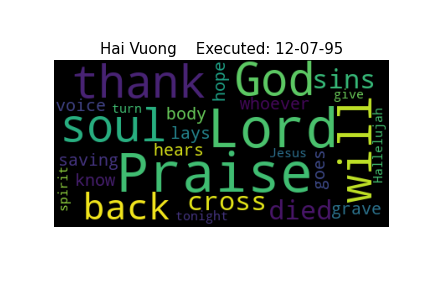 Hai Vuong    Executed: 12-07-95
thank God sins
hope
voice turn whoever give
soul body Lord will
lays Hallelujah
saving hears Jesus
know Praise goes
spirit
back cross died grave
tonight